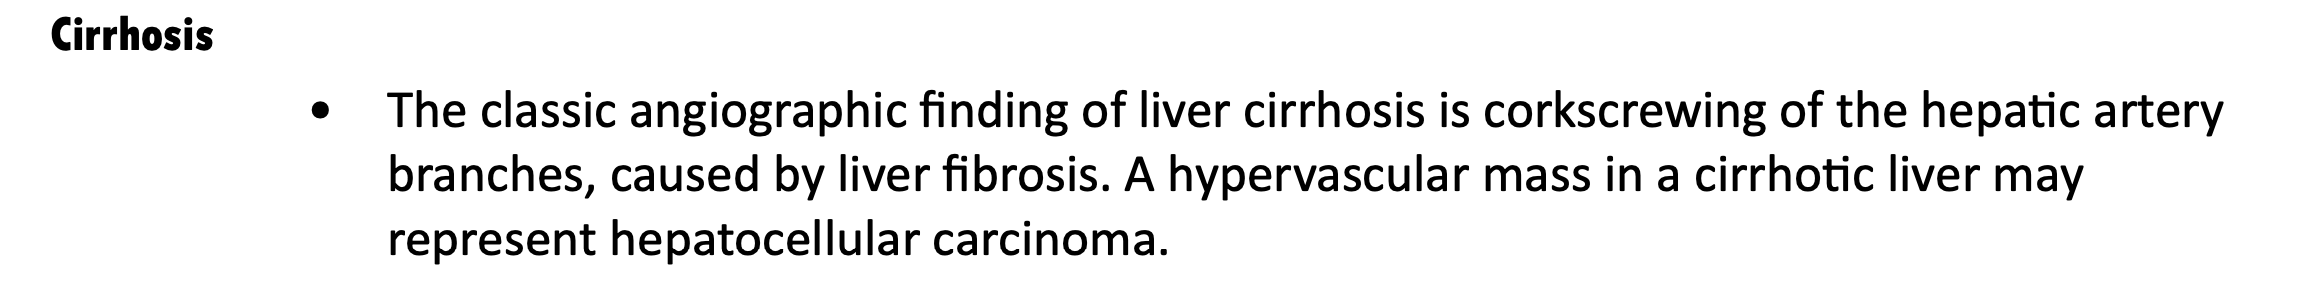 Cirrhosis
• The classic angiographic finding of liver cirrhosis is corkscrewing of the hepatic artery
branches, caused by liver fibrosis. A hypervascular mass in a cirrhotic liver may
represent hepatocellular carcinoma.